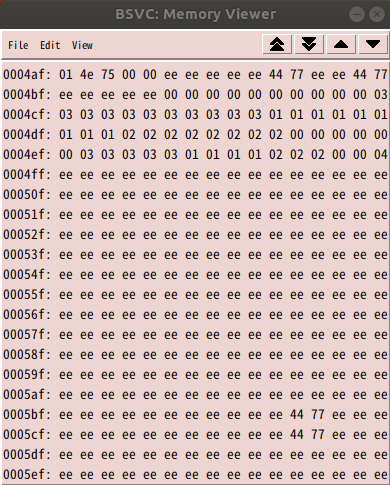 BSVC: Memory Viewer
File Edit View
0004af: 01 4e 75 00 00 ee ee ee ee ee 44 77 ee ee 44 77
0004bf: ee ee ee ee ee ee 00 00 00 00 00 00 00 00 00 03
0004cf: 03 03 03 03 03 03 03 03 03 03 01 01 01 01 01 01
0004df: 01 01 01 02 02 02 02 02 02 02 02 00 00 00 00 00
0004ef: 00 03 03 03 03 03 01 01 01 01 02 02 02 00 00 04
0004ff: ee ee ee ee ee ee ee ee ee ee ee ee ee ee ee ee
00050f: ee ee ee ee ee ee ee ee ee ee ee ee ee ee ee ee
00051f: ee ee ee ee ee ee ee ee ee ee ee ee ee ee ee ee
00052f: ee ee ee ee ee ee ee ee ee ee ee ee ee ee ee ee
00053f: ee ee ee ee ee ee ee ee ee ee ee ee ee ee ee ee
00054f: ee ee ee ee ee ee ee ee ee ee ee ee ee ee ee ee
00055f: ee ee ee ee ee ee ee ee ee ee ee ee ee ee ee ee
00056f: ee ee ee ee ee ee ee ee ee ee ee ee ee ee ee ee
00057f: ee ee ee ee ee ee ee ee ee ee ee ee ee ee ee ee
00058f: ee ee ee ee ee ee ee ee ee ee ee ee ee ee ee ee
00059f: ee ee ee ee ee ee ee ee ee ee ee ee ee ee ee ee
0005af: ee ee ee ee ee ee ee ee ee ee ee ee ee ee ee ee
0005bf: ee ee ee ee ee ee ee ee ee ee ee 44 77 ee ee ee
0005cf: ee ee ee ee ee ee ee ee ee ee ee 44 77 ee ee ee
0005df: ee ee ee ee ee ee ee ee ee ee ee ee ee ee ee ee
0005ef: ee ee ee ee ee ee ee ee ee ee ee ee ee ee ee ee